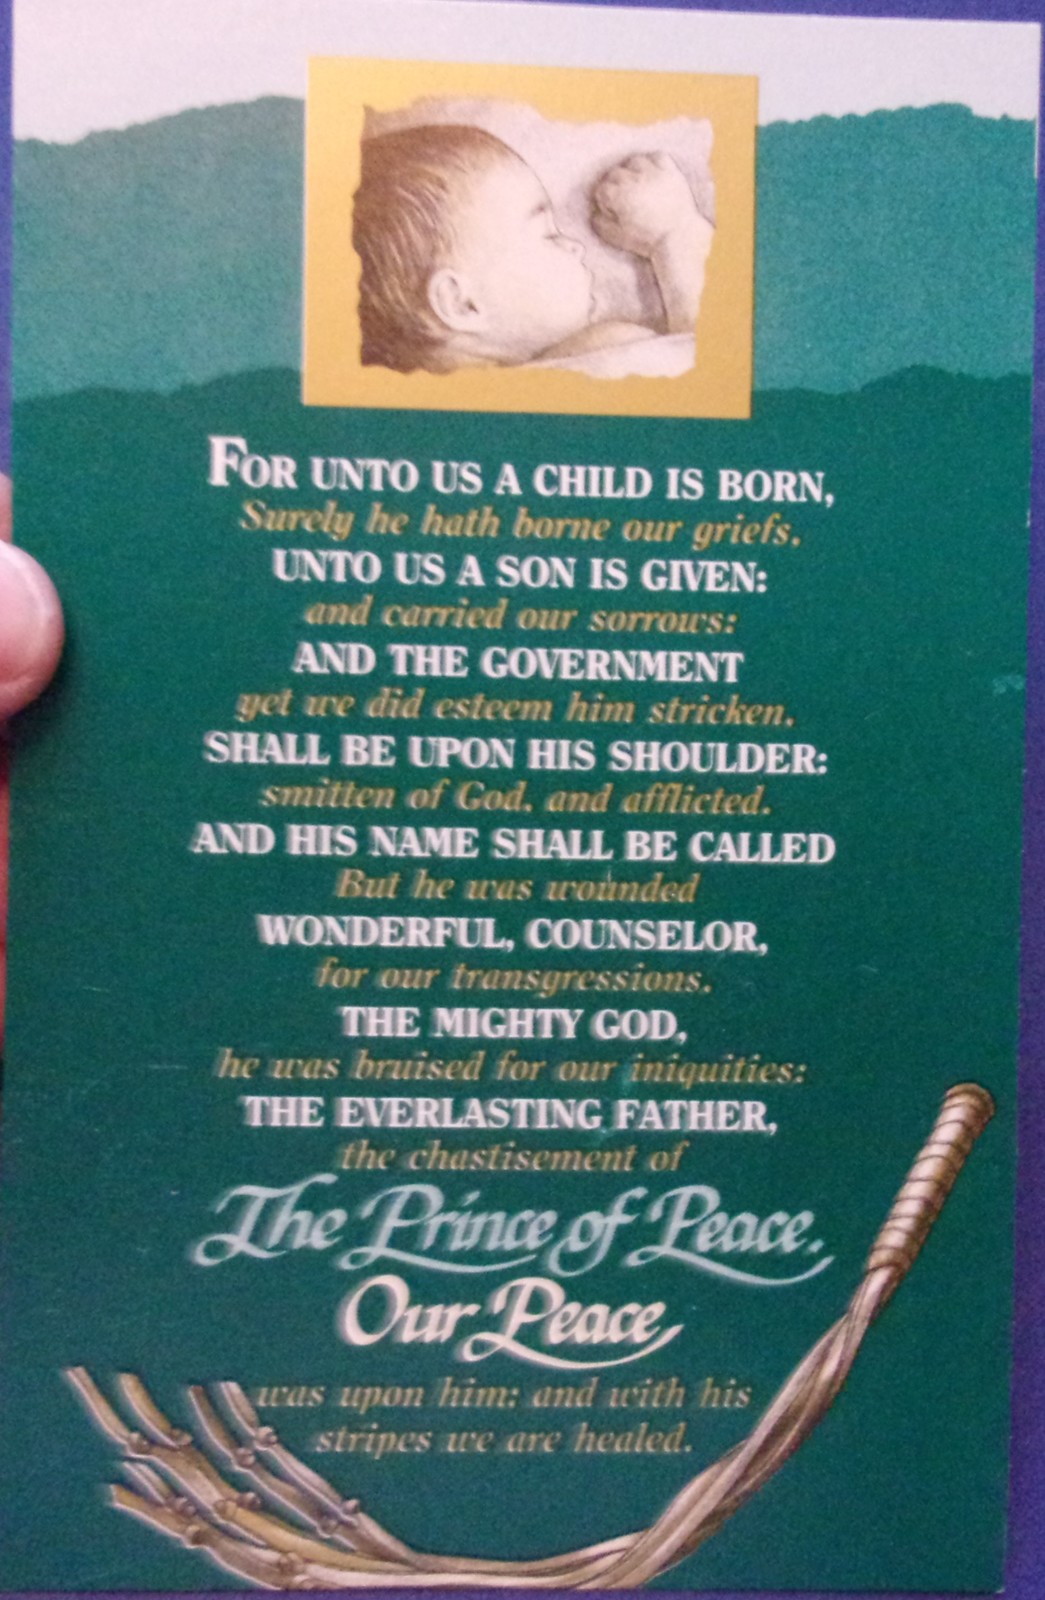 FOR UNTO US A CHILD IS BORN,
Surely he hath borne our griefs.
UNTO US A SON IS GIVEN:
and carried our sorrows:
AND THE GOVERNMENT
yet we did esteem him stricken.
SHALL BE UPON HIS SHOULDER:
smitten of God. and afflicted.
AND HIS NAME SHALL BE CALLED
But he was wounded
WONDERFUL, COUNSELOR,
for our transgressions.
THE MIGHTY GOD,
he was bruised for our iniquities:
THE EVERLASTING FATHER,
the chastisement of
The Prince of Peace.
Our Peace
was upon him: and with his
stripes we are healed.